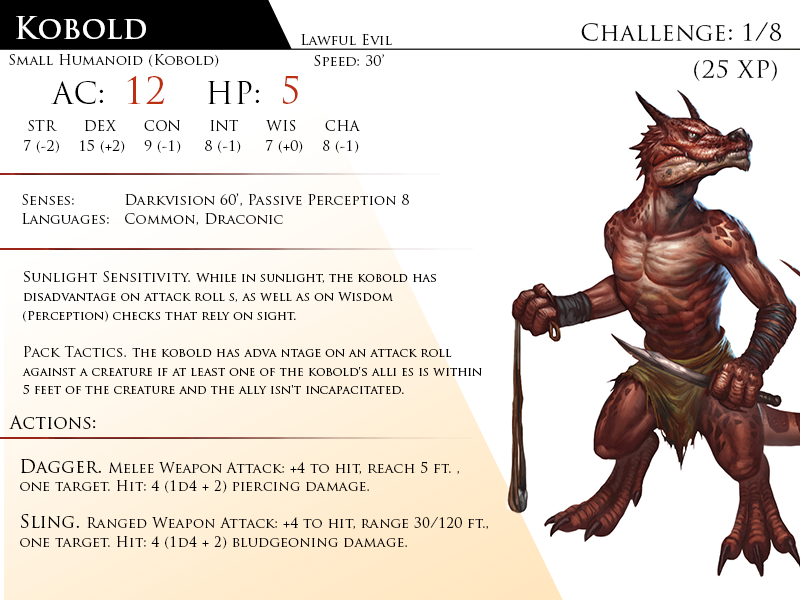 Kobold
Lawful Evil
Challenge: 1/8
Small Humanoid (Kobold)
Speed: 30'
(25 XP)
AC: 12 HP: 5
STR DEX CON INT WIS CHA
7 (-2) 15 (+2) 9 (-1) 8 (-1) 7 (+0) 8 (-1)
Senses: Darkvision 60', Passive Perception 8
Languages: Common, Draconic
Sunlight Sensitivity. While in sunlight, the kobold has
disadvantage on attack roll s, as well as on Wisdom
(Perception) checks that rely on sight.
Pack Tactics. The kobold has adva ntage on an attack roll
against a creature if at least one of the kobold's alli es is within
5 feet of the creature and the ally isn't incapacitated.
Actions:
Dagger. Melee Weapon Attack: +4 to hit, reach 5 ft. ,
one target. Hit: 4 (1d4 + 2) piercing damage.
Sling. Ranged Weapon Attack: +4 to hit, range 30/120 ft.,
one target. Hit: 4 (1d4 + 2) bludgeoning damage.